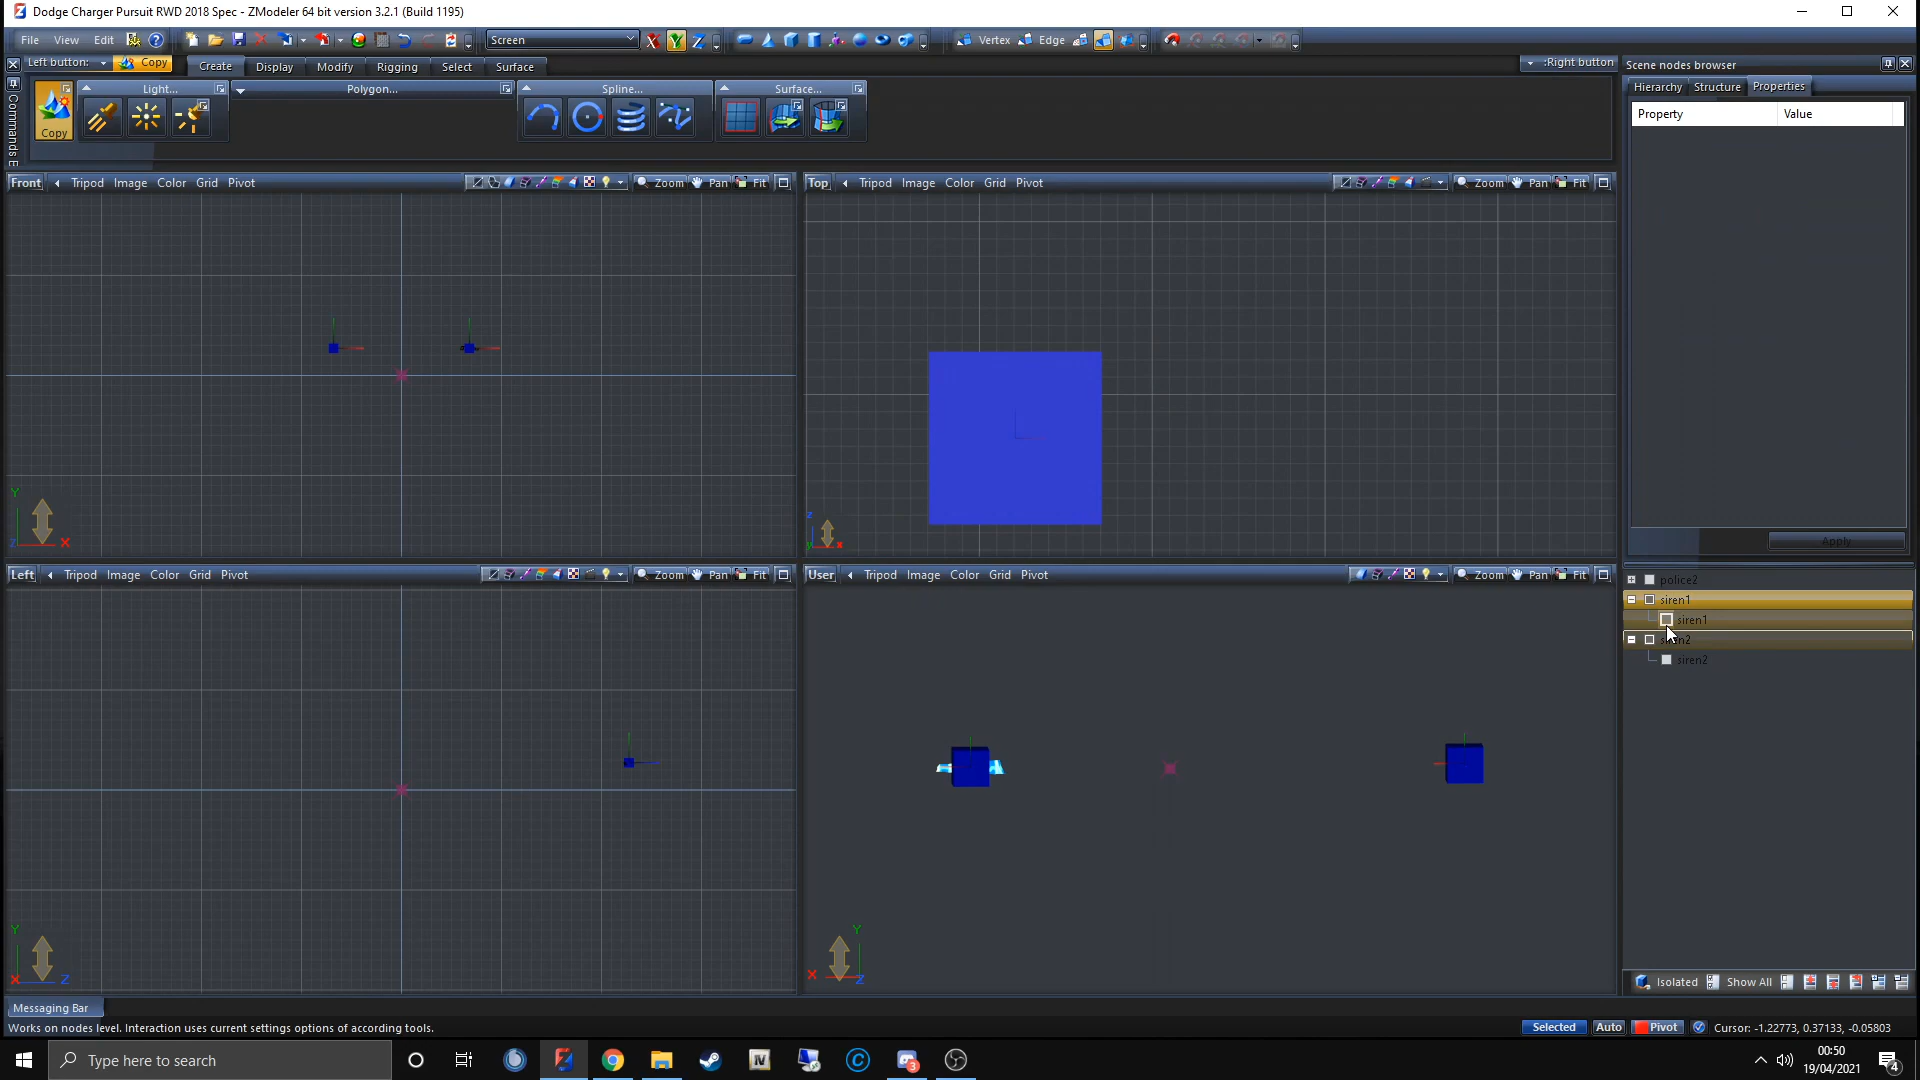 Dodge Charger Pursuit RWD 2018 Spec - ZModeler 64 bit version 3.2.1 (Build 1195)
File View Edit Screen X Y Z Vertex Edge
Left button: Copy Create Display Modify Rigging Select Surface :Right button
Scene nodes browser
Hierarchy Structure Properties
Commands
Copy Light... Polygon... Spline... Surface...
Property Value
Front Tripod Image Color Grid Pivot Zoom Pan Fit
Top Tripod Image Color Grid Pivot Zoom Pan Fit
Y
Z X
z
y x
Apply
Left Tripod Image Color Grid Pivot Zoom Pan Fit
User Tripod Image Color Grid Pivot Zoom Pan Fit
police2
siren1
siren1
siren2
siren2
Y
X Z
Y
X Z
Isolated Show All
Messaging Bar
Works on nodes level. Interaction uses current settings options of according tools.
Selected Auto Pivot Cursor: -1.22773, 0.37133, -0.05803
Type here to search
3
IV
00:50
19/04/2021
4